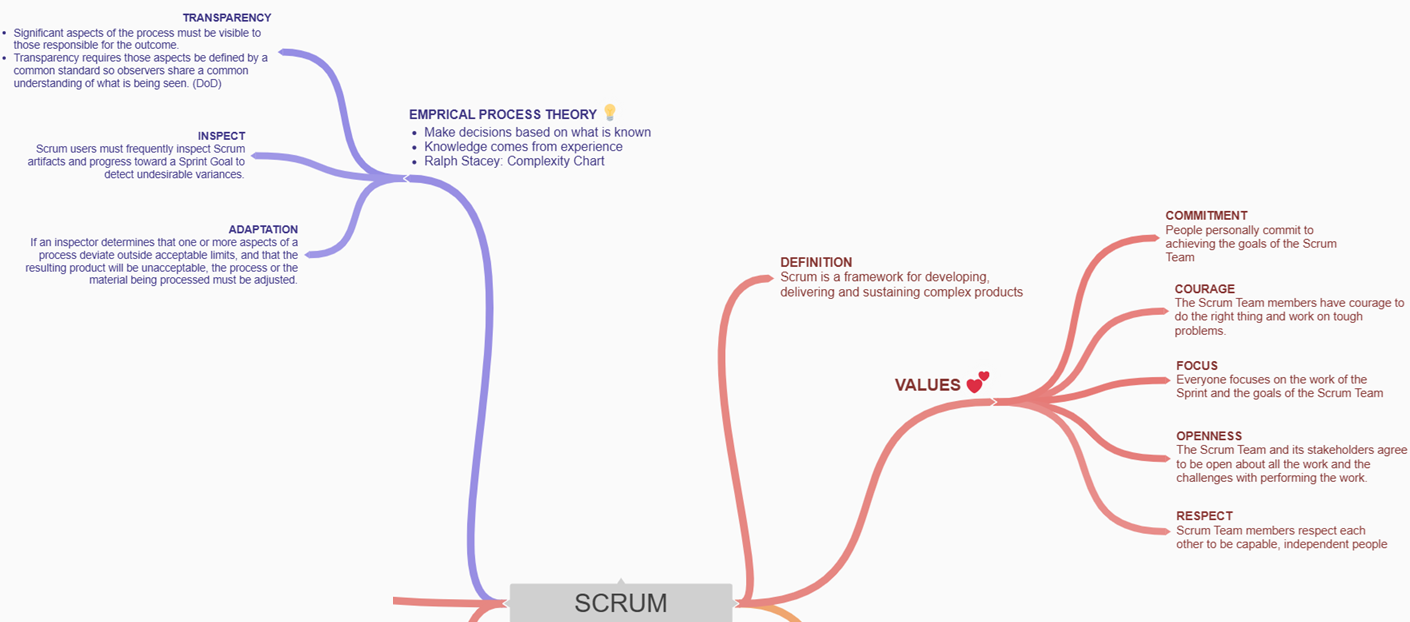 TRANSPARENCY
• Significant aspects of the process must be visible to
those responsible for the outcome.
• Transparency requires those aspects be defined by a
common standard so observers share a common
understanding of what is being seen. (DoD)
INSPECT
Scrum users must frequently inspect Scrum
artifacts and progress toward a Sprint Goal to
detect undesirable variances.
ADAPTATION
If an inspector determines that one or more aspects of a
process deviate outside acceptable limits, and that the
resulting product will be unacceptable, the process or the
material being processed must be adjusted.
EMPRICAL PROCESS THEORY
• Make decisions based on what is known
• Knowledge comes from experience
• Ralph Stacey: Complexity Chart
DEFINITION
Scrum is a framework for developing,
delivering and sustaining complex products
VALUES
COMMITMENT
People personally commit to
achieving the goals of the Scrum
Team
COURAGE
The Scrum Team members have courage to
do the right thing and work on tough
problems.
FOCUS
Everyone focuses on the work of the
Sprint and the goals of the Scrum Team
OPENNESS
The Scrum Team and its stakeholders agree
to be open about all the work and the
challenges with performing the work.
RESPECT
Scrum Team members respect each
other to be capable, independent people
SCRUM